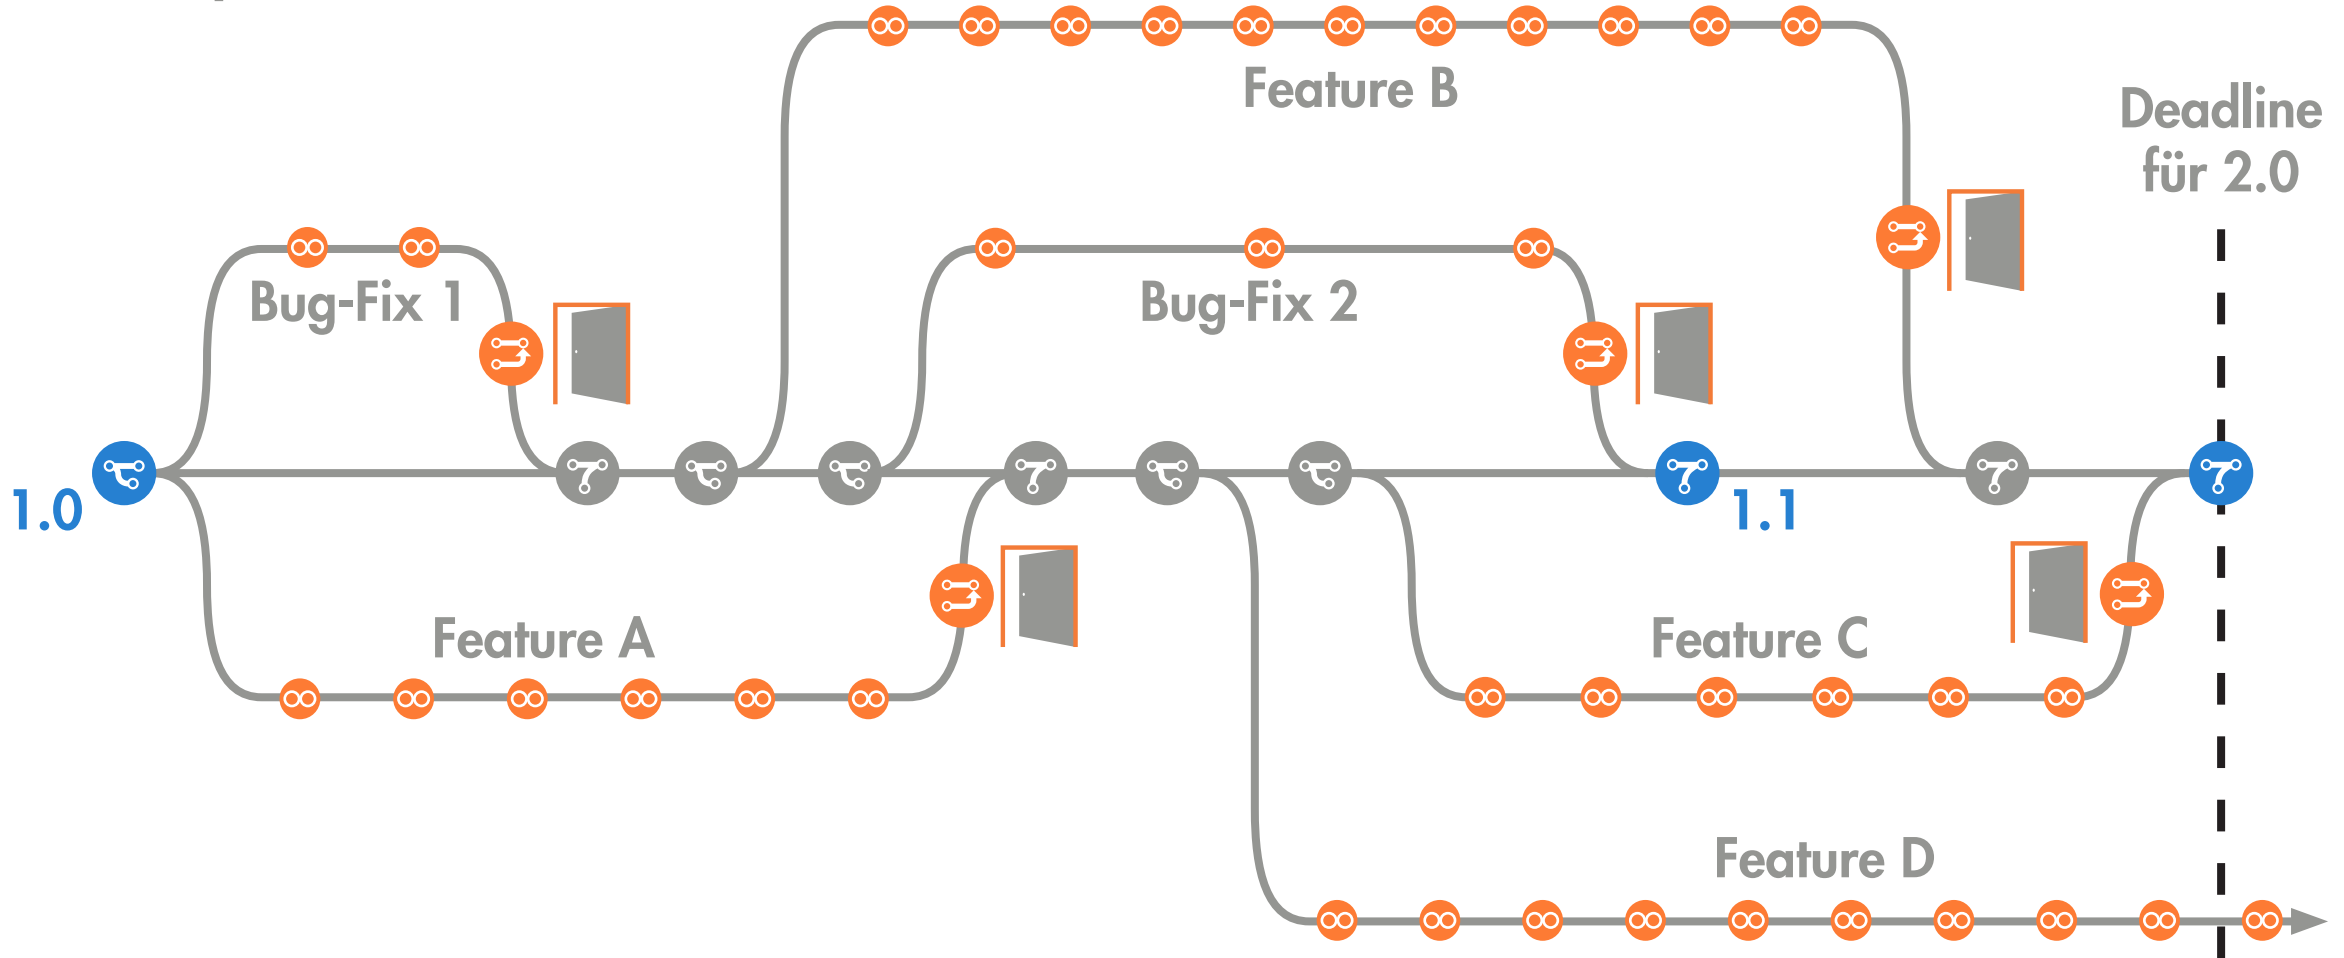 Feature B
Deadline
für 2.0
Bug-Fix 1
Bug-Fix 2
1.0
1.1
Feature A
Feature C
Feature D